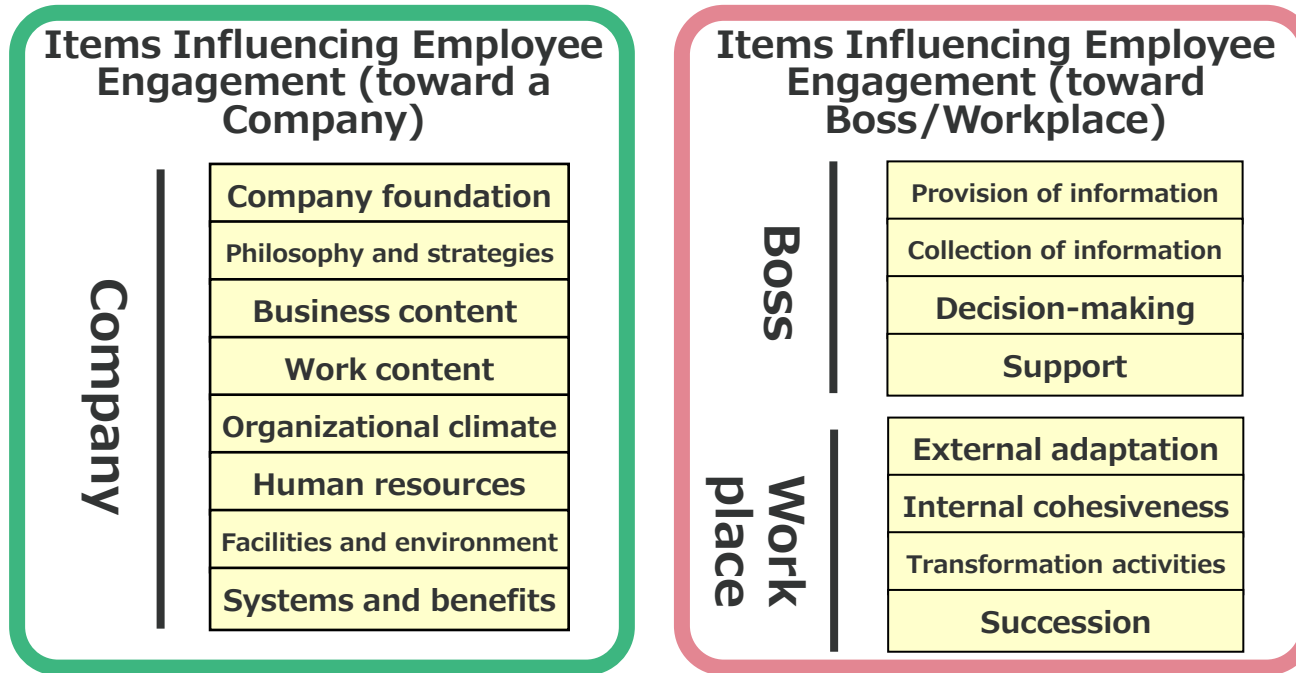 Items Influencing Employee
Engagement (toward a
Company)
Company
Company foundation
Philosophy and strategies
Business content
Work content
Organizational climate
Human resources
Facilities and environment
Systems and benefits
Items Influencing Employee
Engagement (toward
Boss/Workplace)
Boss
Provision of information
Collection of information
Decision-making
Support
Work
place
External adaptation
Internal cohesiveness
Transformation activities
Succession